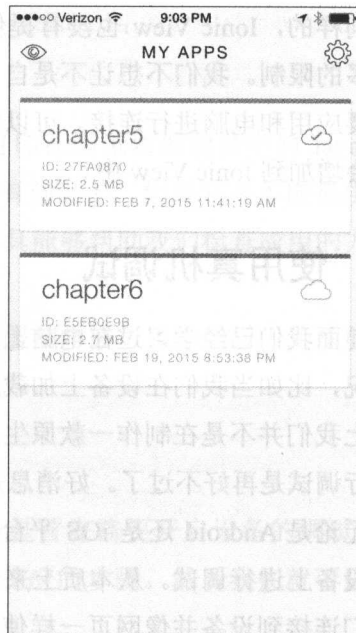 ●●●○○ Verizon 9:03 PM
MY APPS
chapter5
ID: 27FA0870
SIZE: 2.5 MB
MODIFIED: FEB 7, 2015 11:41:19 AM
chapter6
ID: E5EB0E9B
SIZE: 2.7 MB
MODIFIED: FEB 19, 2015 8:53:38 PM